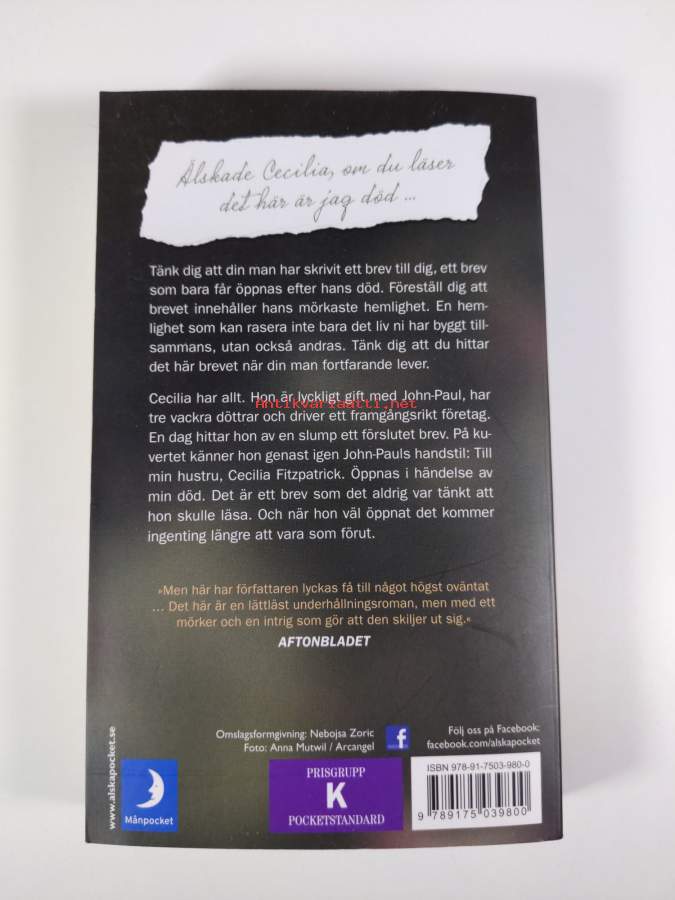 Älskade Cecilia, om du läser
det här är jag död ...
Tänk dig att din man har skrivit ett brev till dig, ett brev
som bara får öppnas efter hans död. Föreställ dig att
brevet innehåller hans mörkaste hemlighet. En hem-
lighet som kan rasera inte bara det liv ni har byggt till-
sammans, utan också andras. Tänk dig att du hittar
det här brevet när din man fortfarande lever.
Cecilia har allt. Hon är lyckligt gift med John-Paul, har
Antikvariaatti.net
tre vackra döttrar och driver ett framgångsrikt företag.
En dag hittar hon av en slump ett förslutet brev. På ku-
vertet känner hon genast igen John-Pauls handstil: Till
min hustru, Cecilia Fitzpatrick. Öppnas i händelse av
min död. Det är ett brev som det aldrig var tänkt att
hon skulle läsa. Och när hon väl öppnat det kommer
ingenting längre att vara som förut.
»Men här har författaren lyckas få till något högst oväntat
... Det här är en lättläst underhållningsroman, men med ett
mörker och en intrig som gör att den skiljer ut sig.«
AFTONBLADET
Omslagsformgivning: Nebojsa Zoric
Foto: Anna Mutwil / Arcangel
f
Följ oss på Facebook:
facebook.com/alskapocket
www.alskapocket.se
Månpocket
PRISGRUPP
K
POCKETSTANDARD
ISBN 978-91-7503-980-0
9 789175 039800